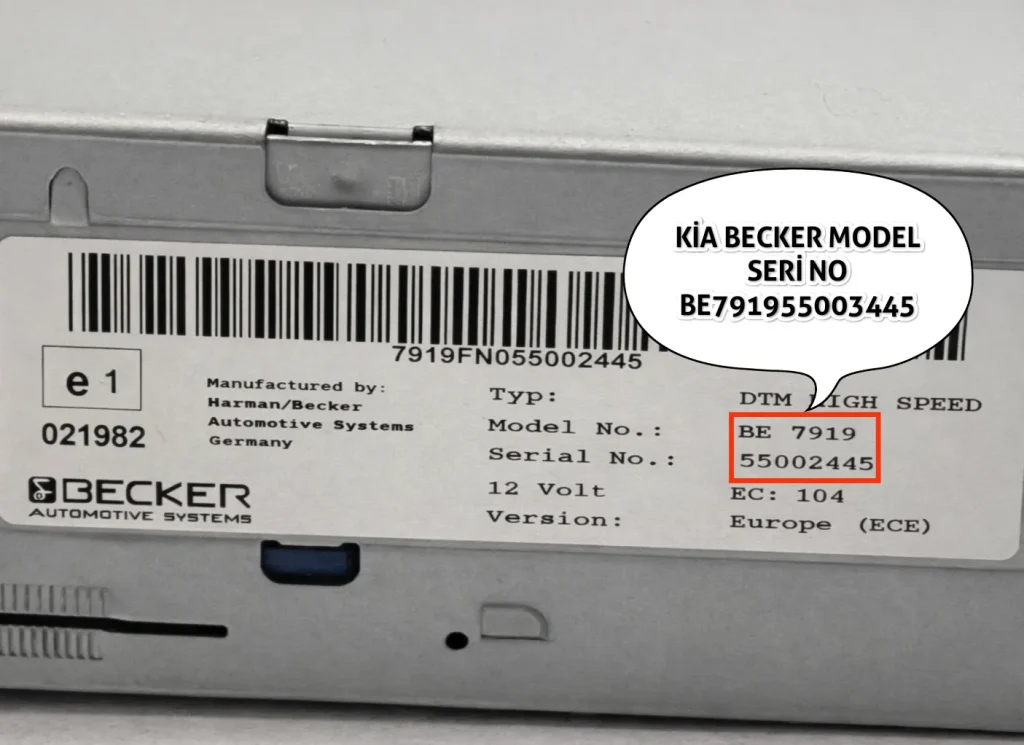 KİA BECKER MODEL
SERİ NO
BE791955003445
7919FN055002445
e 1
021982
Manufactured by:
Harman/Becker
Automotive Systems
Germany
BECKER
AUTOMOTIVE SYSTEMS
Typ: DTM HIGH SPEED
Model No.: BE 7919
Serial No.: 55002445
12 Volt EC: 104
Version: Europe (ECE)